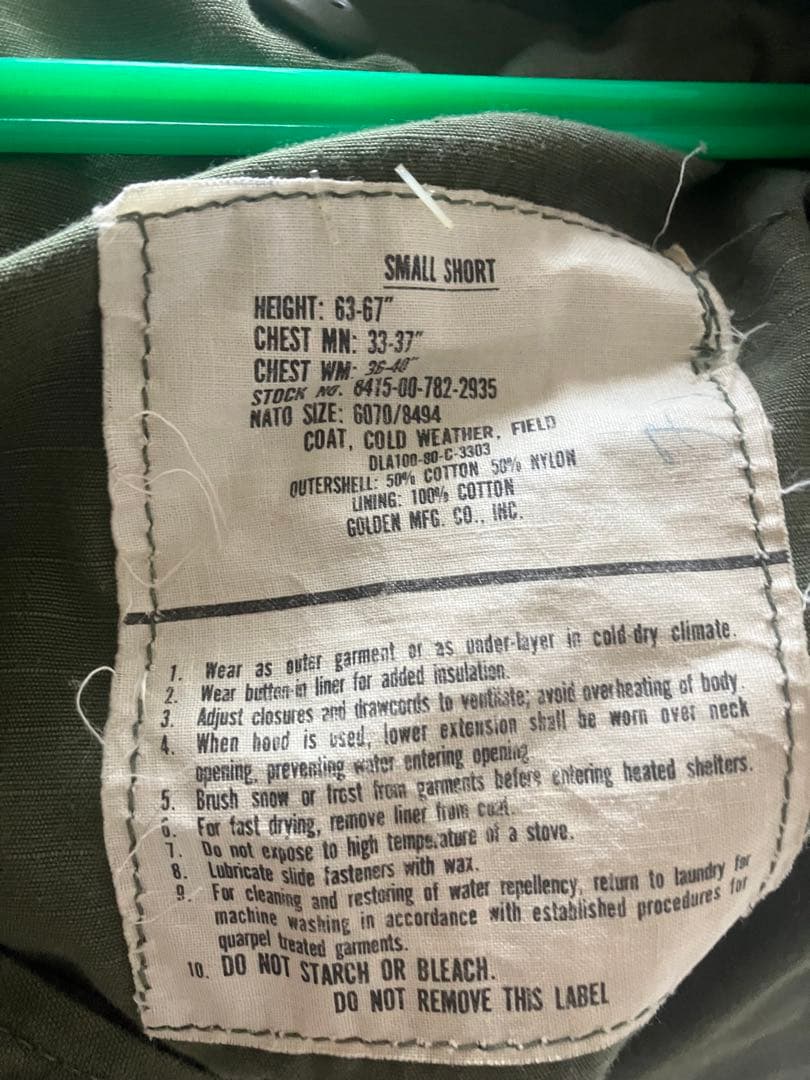 SMALL SHORT
HEIGHT: 63-67"
CHEST MN: 33-37"
CHEST WM: 36-40"
STOCK NO. 8415-00-782-2935
NATO SIZE: 6070/8494
COAT, COLD WEATHER, FIELD
DLA100-80-C-3303
OUTERSHELL: 50% COTTON 50% NYLON
LINING: 100% COTTON
GOLDEN MFG. CO., INC.
1. Wear as outer garment or as under-layer in cold-dry climate.
2. Wear button-in liner for added insulation.
3. Adjust closures and drawcords to ventilate; avoid overheating of body.
4. When hood is used, lower extension shall be worn over neck
opening, preventing water entering opening
5. Brush snow or frost from garments before entering heated shelters.
6. For fast drying, remove liner from coat.
7. Do not expose to high temperature of a stove.
8. Lubricate slide fasteners with wax.
9. For cleaning and restoring of water repellency, return to laundry for
machine washing in accordance with established procedures for
quarpel treated garments.
10. DO NOT STARCH OR BLEACH.
DO NOT REMOVE THIS LABEL